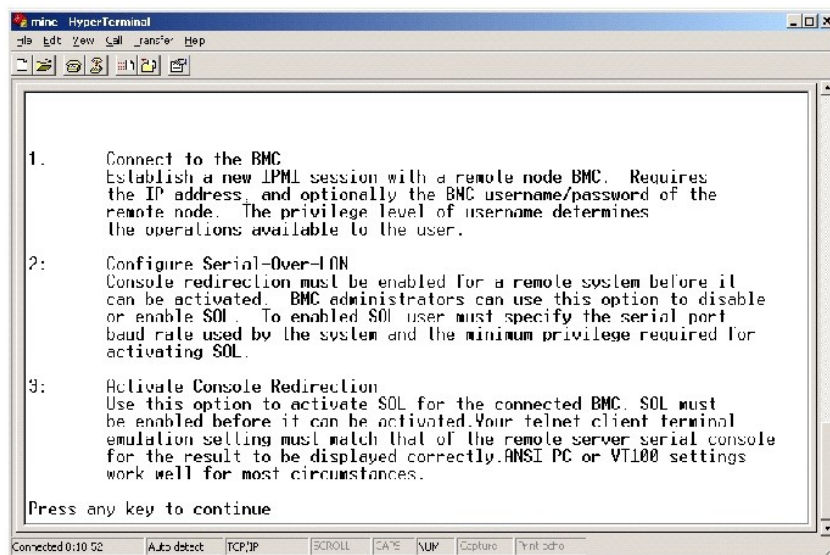 mine HyperTerminal
File Edit View Call Transfer Help
1. Connect to the BMC
Establish a new IPMI session with a remote node BMC. Requires
the IP address, and optionally the BMC username/password of the
remote node. The privilege level of username determines
the operations available to the user.
2: Configure Serial-Over-LAN
Console redirection must be enabled for a remote system before it
can be activated. BMC administrators can use this option to disable
or enable SOL. To enabled SOL user must specify the serial port
baud rate used by the system and the minimum privilege required for
activating SOL.
3: Activate Console Redirection
Use this option to activate SOL for the connected BMC. SOL must
be enabled before it can be activated.Your telnet client terminal
emulation setting must match that of the remote server serial console
for the result to be displayed correctly.ANSI PC or VT100 settings
work well for most circumstances.
Press any key to continue
Connected 0:10:52 Auto detect TCP/IP SCROLL CAPS NUM Capture Print echo